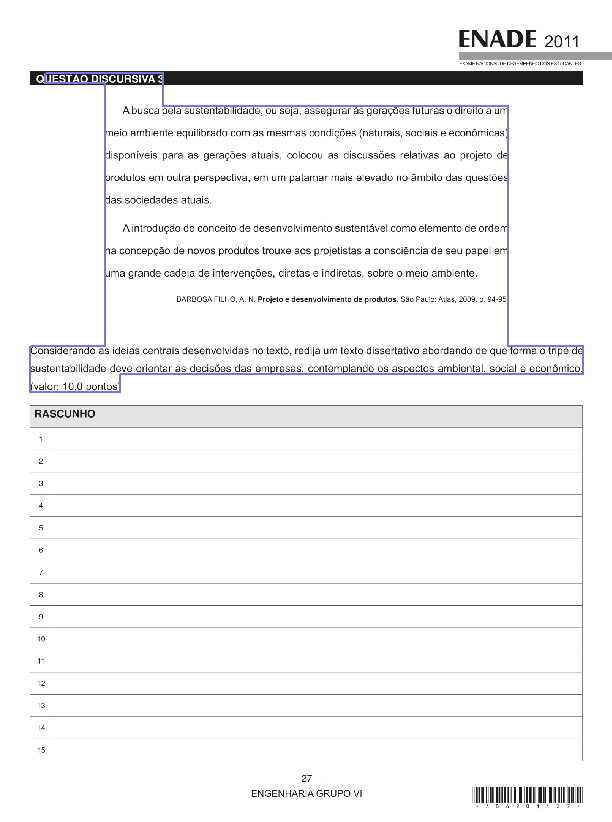 ENADE 2011
EXAME NACIONAL DE DESEMPENHO DOS ESTUDANTES
QUESTÃO DISCURSIVA 3
A busca pela sustentabilidade, ou seja, assegurar às gerações futuras o direito a um
meio ambiente equilibrado com as mesmas condições (naturais, sociais e econômicas)
disponíveis para as gerações atuais, colocou as discussões relativas ao projeto de
produtos em outra perspectiva, em um patamar mais elevado no âmbito das questões
das sociedades atuais.
A introdução do conceito de desenvolvimento sustentável como elemento de ordem
na concepção de novos produtos trouxe aos projetistas a consciência de seu papel em
uma grande cadeia de intervenções, diretas e indiretas, sobre o meio ambiente.
BARBOSA FILHO, A. N. Projeto e desenvolvimento de produtos. São Paulo: Atlas, 2009. p. 94-95
Considerando as ideias centrais desenvolvidas no texto, redija um texto dissertativo abordando de que forma o tripé de
sustentabilidade deve orientar as decisões das empresas, contemplando os aspectos ambiental, social e econômico.
(valor: 10,0 pontos)
RASCUNHO
1
2
3
4
5
6
7
8
9
10
11
12
13
14
15
27
ENGENHARIA GRUPO VI